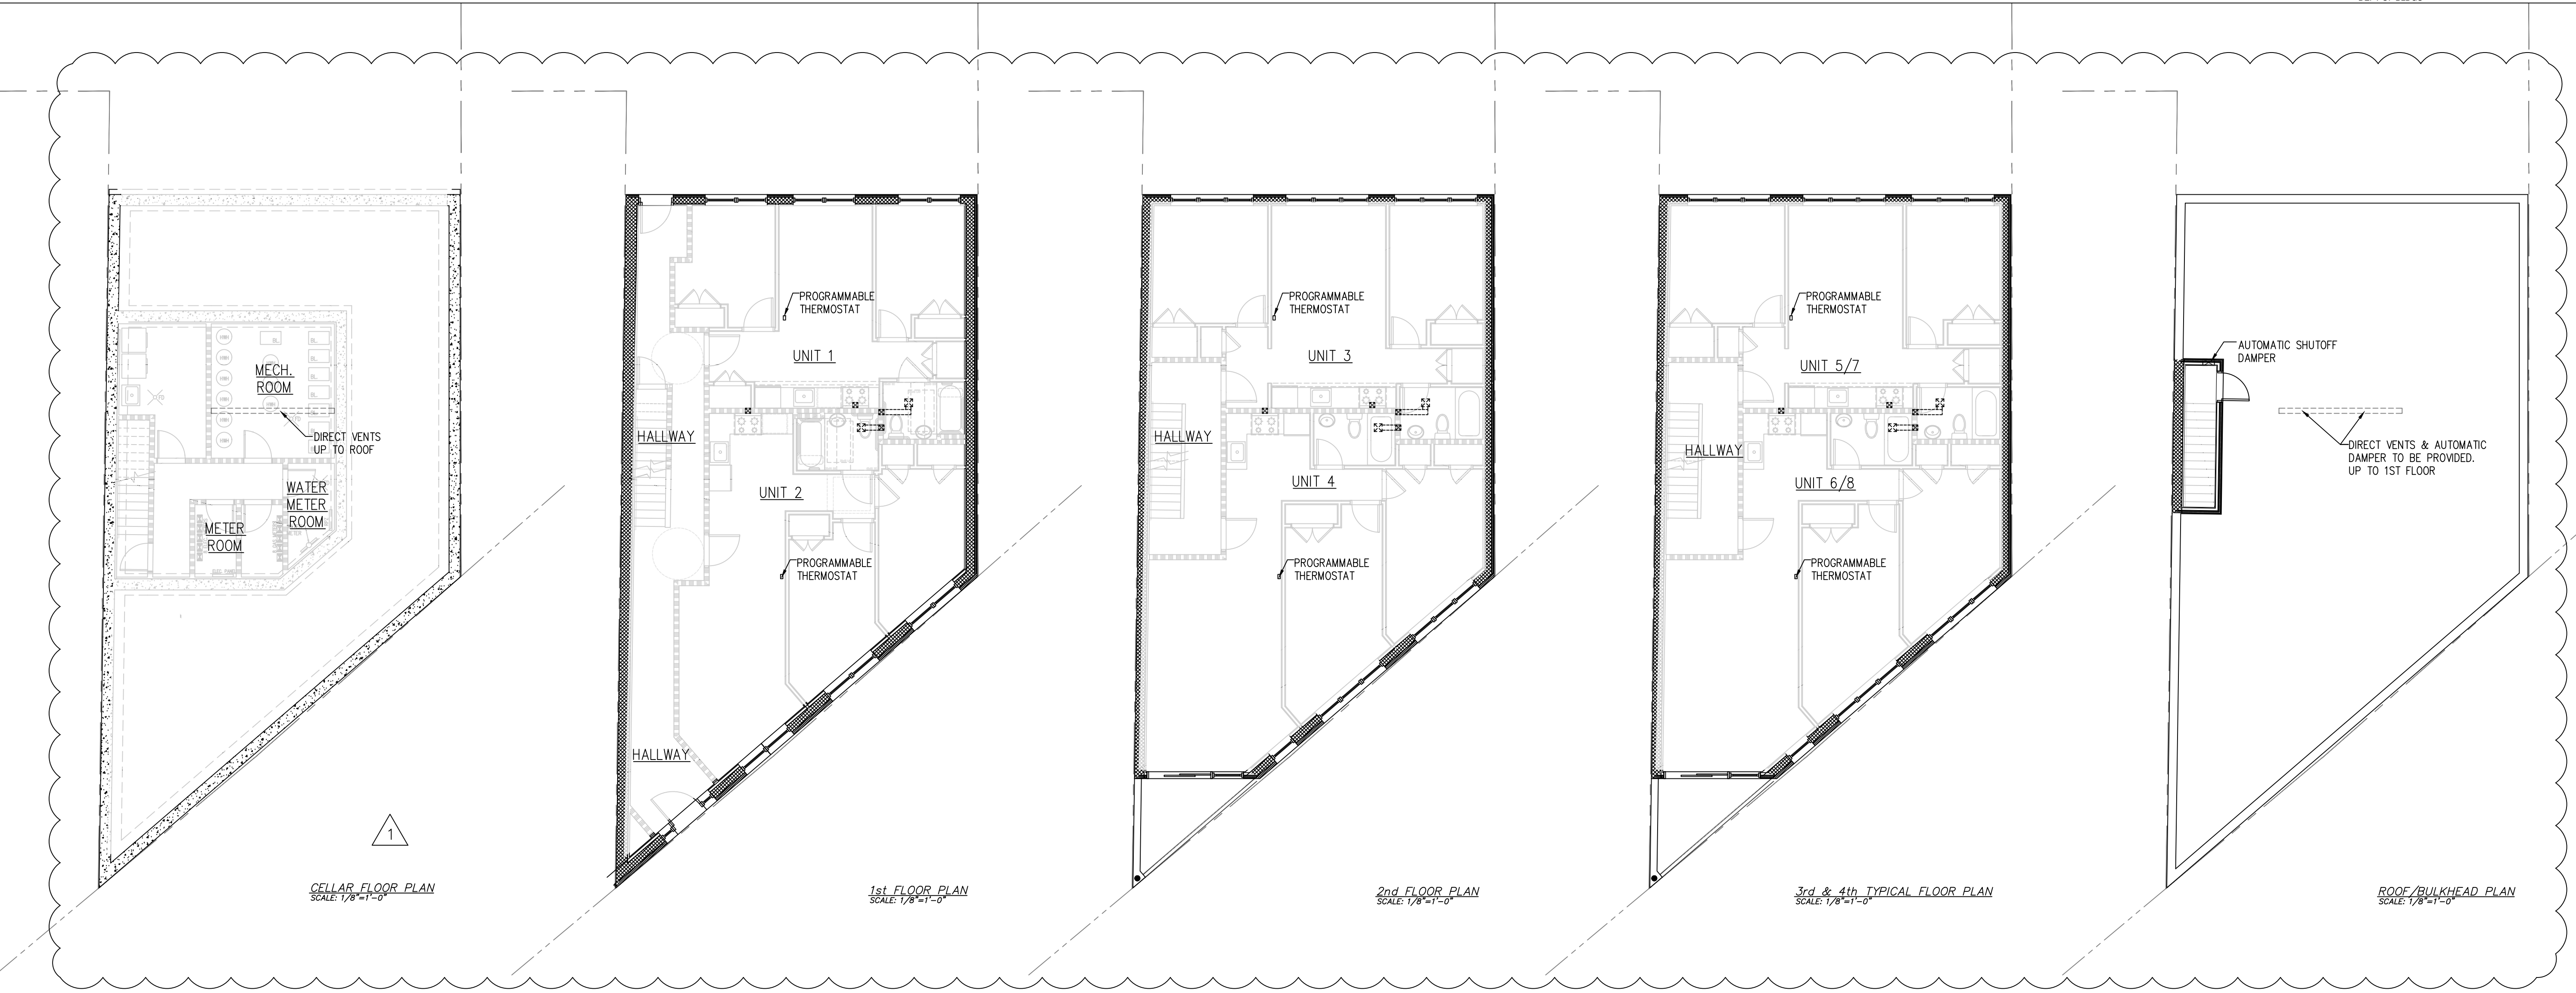 MECH.
ROOM
DIRECT VENTS
UP TO ROOF
WATER
METER
ROOM
METER
ROOM
1
CELLAR FLOOR PLAN
SCALE: 1/8"=1'-0"
PROGRAMMABLE
THERMOSTAT
UNIT 1
HALLWAY
UNIT 2
PROGRAMMABLE
THERMOSTAT
HALLWAY
1st FLOOR PLAN
SCALE: 1/8"=1'-0"
PROGRAMMABLE
THERMOSTAT
UNIT 3
HALLWAY
UNIT 4
PROGRAMMABLE
THERMOSTAT
2nd FLOOR PLAN
SCALE: 1/8"=1'-0"
PROGRAMMABLE
THERMOSTAT
UNIT 5/7
HALLWAY
UNIT 6/8
PROGRAMMABLE
THERMOSTAT
3rd & 4th TYPICAL FLOOR PLAN
SCALE: 1/8"=1'-0"
AUTOMATIC SHUTOFF
DAMPER
DIRECT VENTS & AUTOMATIC
DAMPER TO BE PROVIDED.
UP TO 1ST FLOOR
ROOF/BULKHEAD PLAN
SCALE: 1/8"=1'-0"